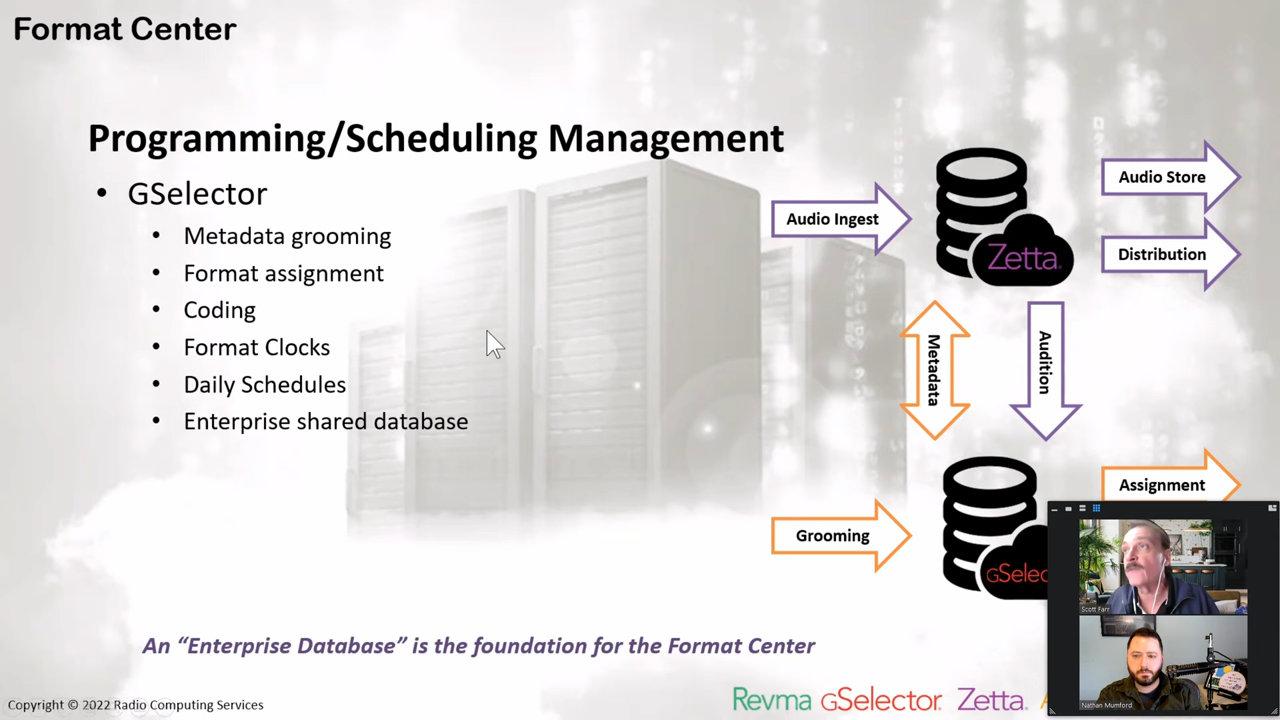 Format Center
Programming/Scheduling Management
• GSelector
• Metadata grooming
• Format assignment
• Coding
• Format Clocks
• Daily Schedules
• Enterprise shared database
Audio Ingest
Zetta
Audio Store
Distribution
Metadata
Audition
Grooming
GSelec
Assignment
An “Enterprise Database” is the foundation for the Format Center
Scott Farr
Nathan Mumford
Copyright © 2022 Radio Computing Services
Revma GSelector® Zetta®